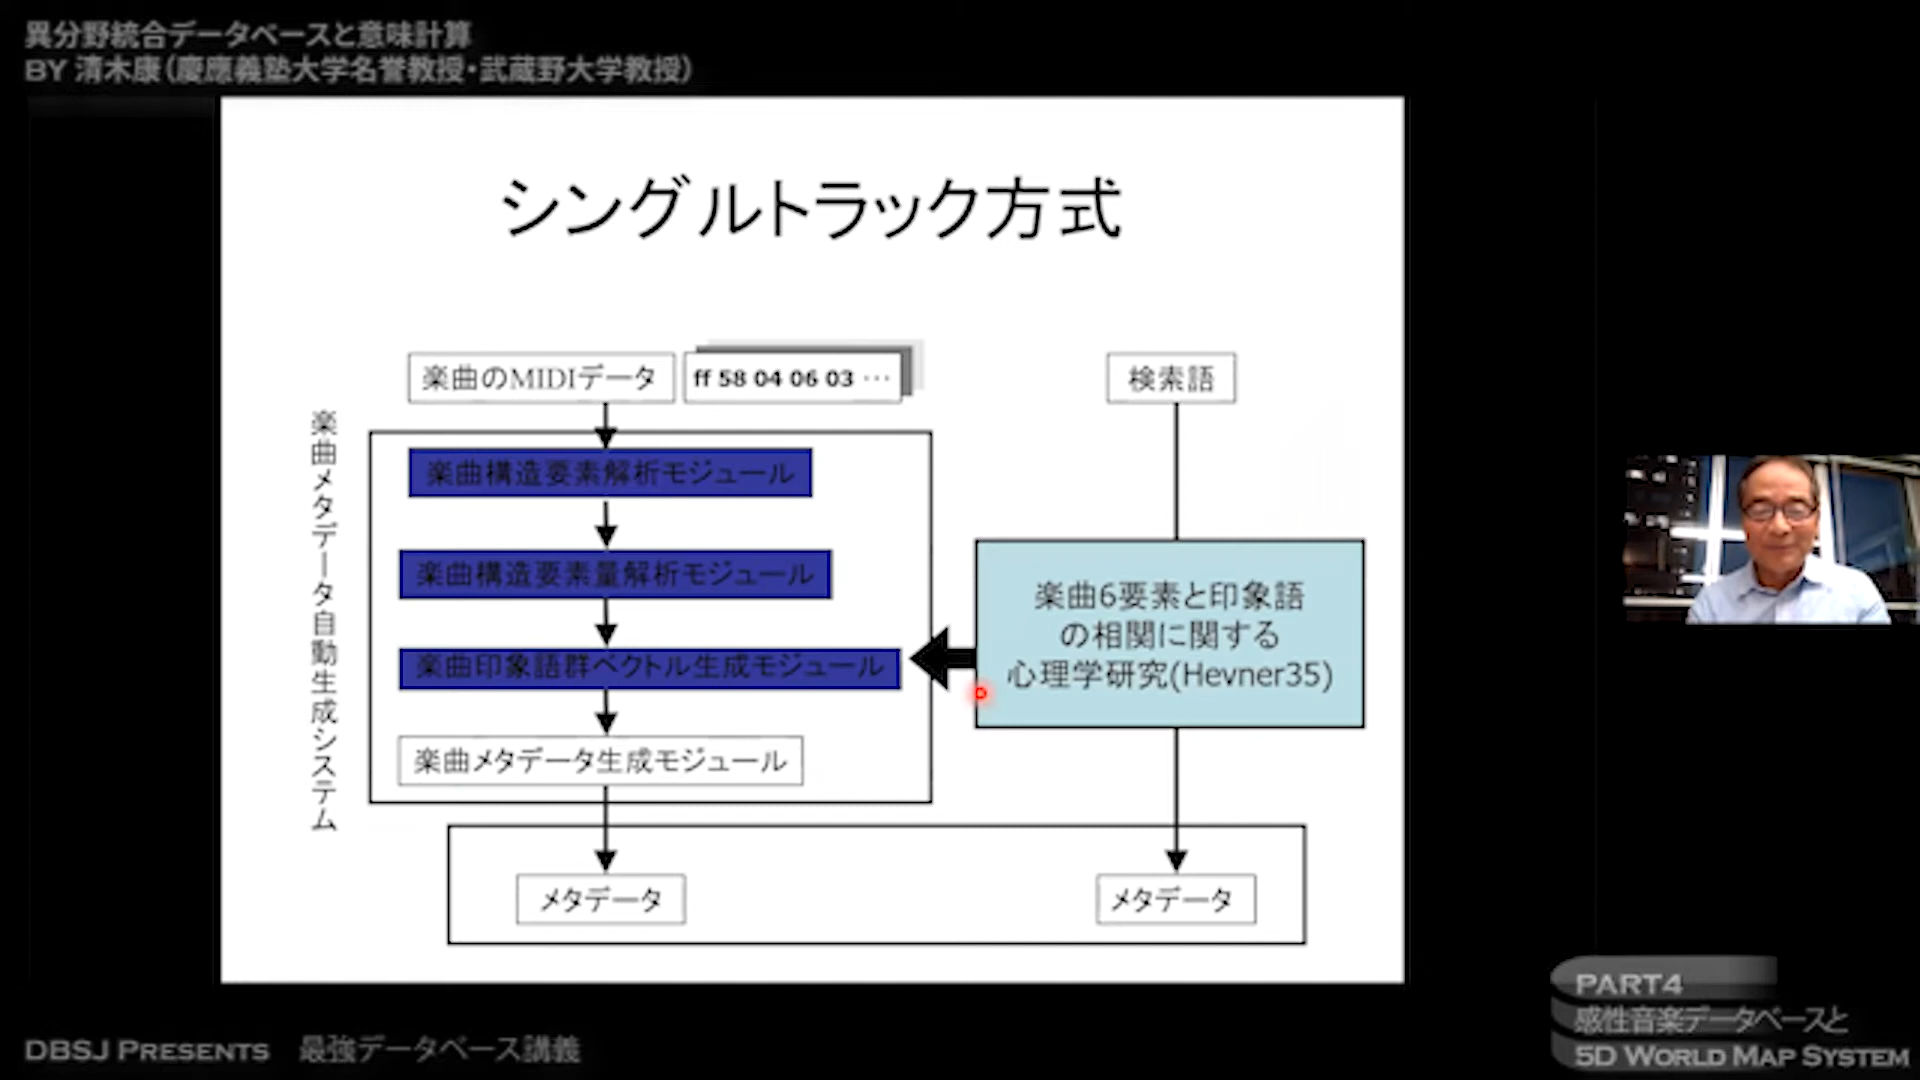 異分野統合データベースと意味計算
BY 清木康(慶應義塾大学名誉教授・武蔵野大学教授)
シングルトラック方式
楽曲のMIDIデータ
ff 58 04 06 03 ···
検索語
楽曲メタデータ自動生成システム
楽曲構造要素解析モジュール
楽曲構造要素量解析モジュール
楽曲印象語群ベクトル生成モジュール
楽曲メタデータ生成モジュール
楽曲6要素と印象語
の相関に関する
心理学研究(Hevner35)
メタデータ
メタデータ
PART4
感性音楽データベースと
5D WORLD MAP SYSTEM
DBSJ PRESENTS 最強データベース講義